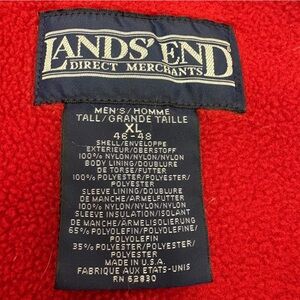 LANDS' END
DIRECT MERCHANTS
MEN'S/HOMME
TALL/GRANDE TAILLE
XL
46-48
SHELL/ENVELOPPE
EXTERIEUR/OBERSTOFF
100% NYLON/NYLON/NYLON
BODY LINING/DOUBLURE
DE TORSE/FUTTER
100% POLYESTER/POLYESTER/
POLYESTER
SLEEVE LINING/DOUBLURE
DE MANCHE/ARMELFUTTER
100% NYLON/NYLON/NYLON
SLEEVE INSULATION/ISOLANT
DE MANCHE/ARMELISOLIERUNG
65% POLYOLEFIN/POLYOLEFINE/
POLYOLEFIN
35% POLYESTER/POLYESTER/
POLYESTER
MADE IN U.S.A.
FABRIQUE AUX ETATS-UNIS
RN 62830